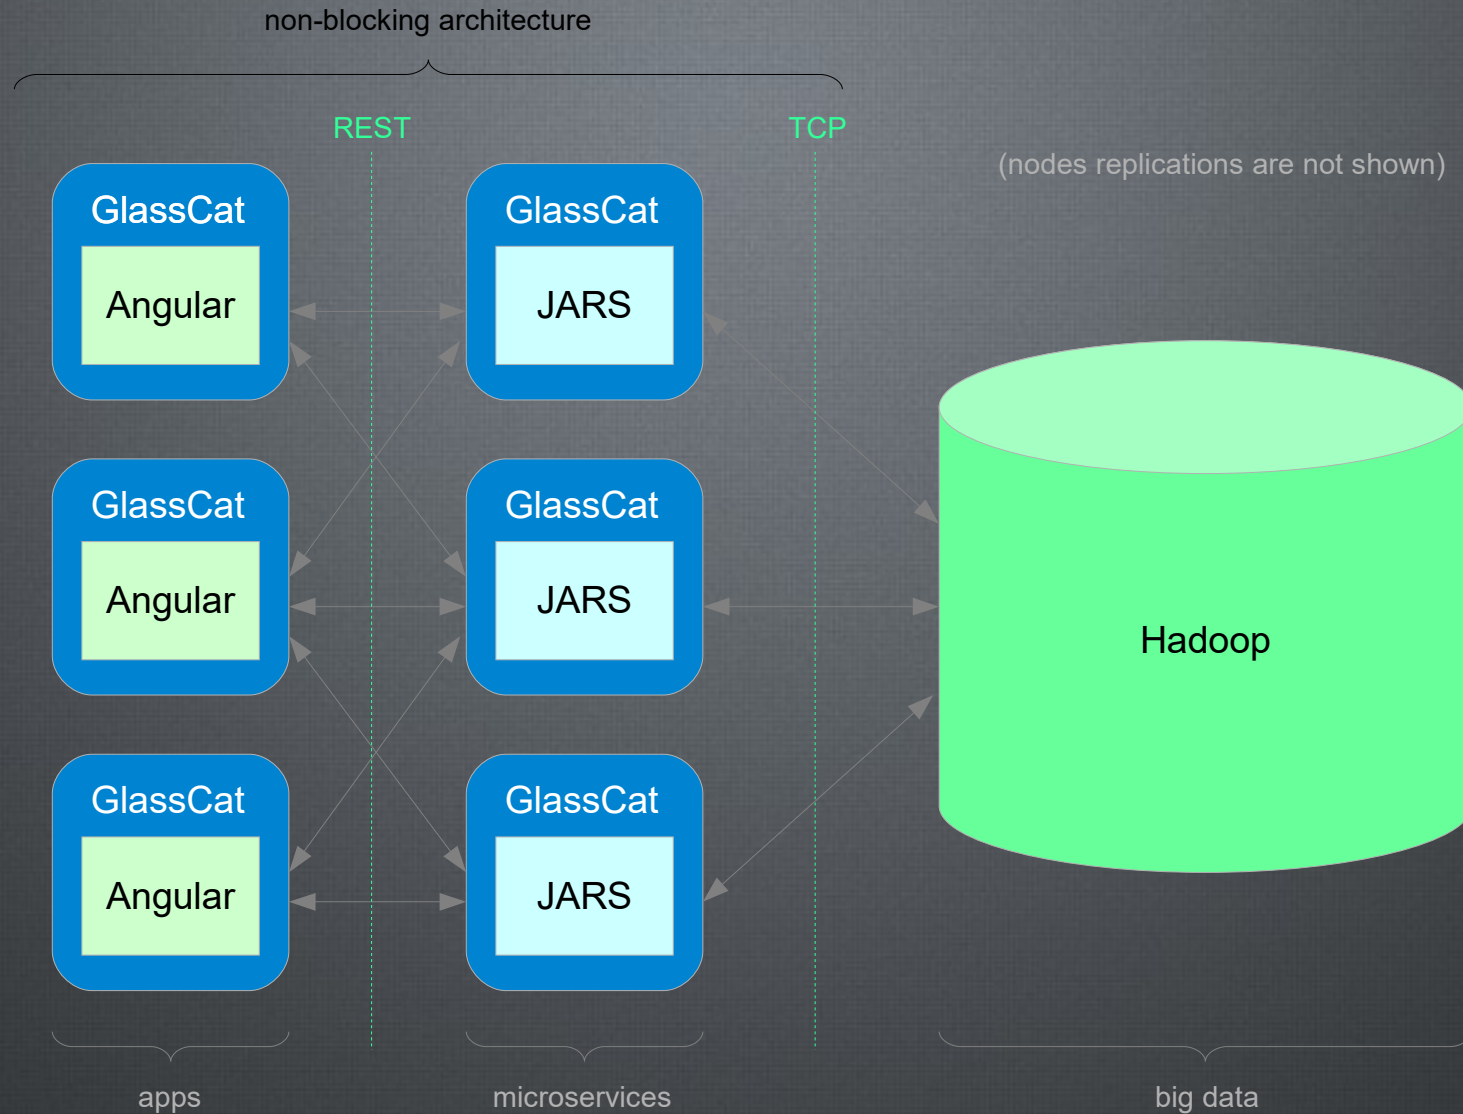 non-blocking architecture
REST
TCP
(nodes replications are not shown)
GlassCat
Angular
GlassCat
JARS
GlassCat
Angular
GlassCat
JARS
Hadoop
GlassCat
Angular
GlassCat
JARS
apps
microservices
big data